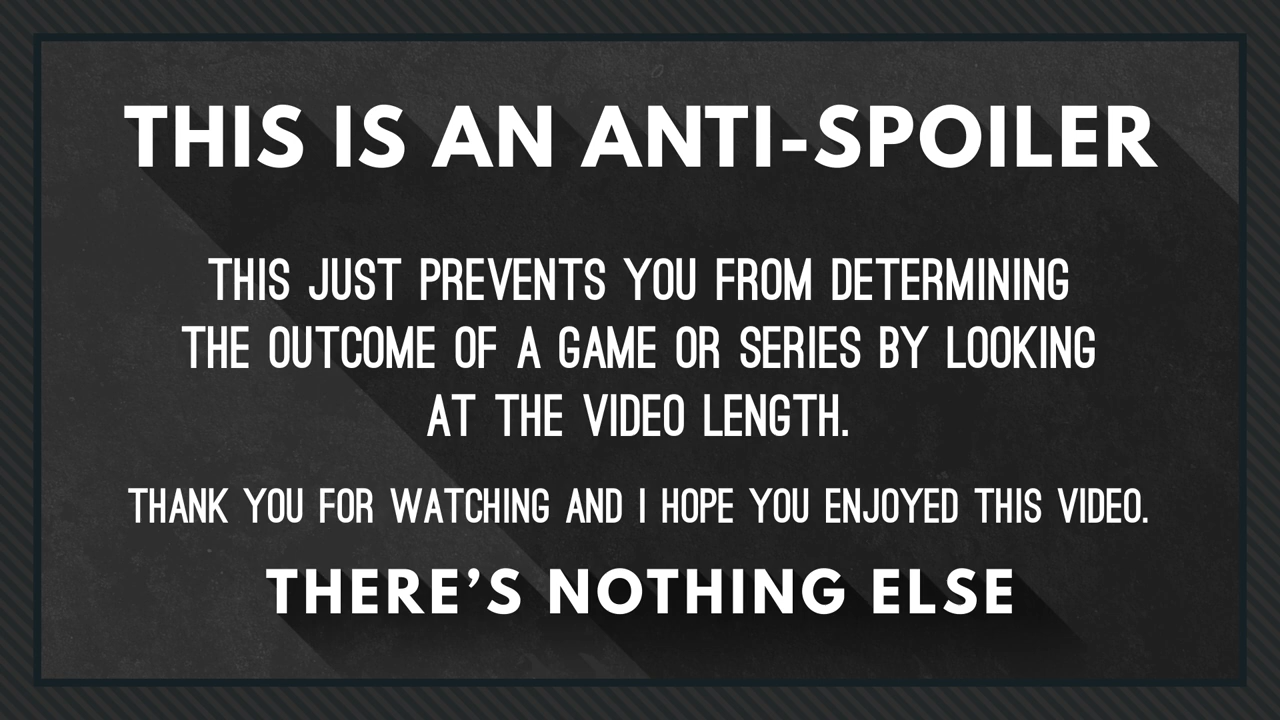 THIS IS AN ANTI-SPOILER
THIS JUST PREVENTS YOU FROM DETERMINING
THE OUTCOME OF A GAME OR SERIES BY LOOKING
AT THE VIDEO LENGTH.
THANK YOU FOR WATCHING AND I HOPE YOU ENJOYED THIS VIDEO.
THERE’S NOTHING ELSE